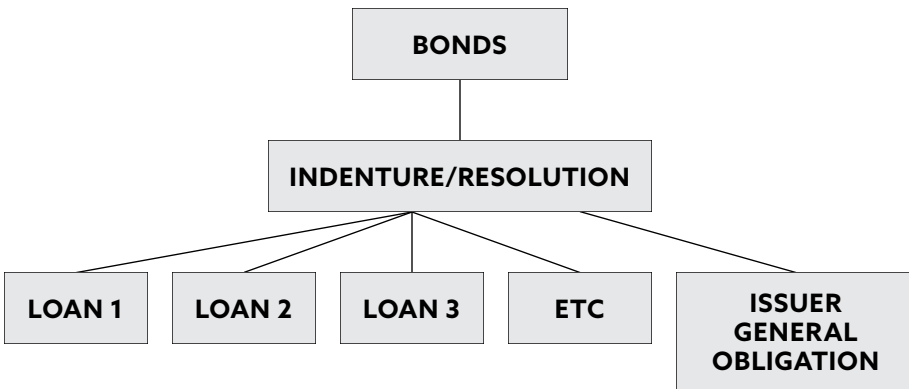 BONDS
INDENTURE/RESOLUTION
LOAN 1
LOAN 2
LOAN 3
ETC
ISSUER
GENERAL
OBLIGATION